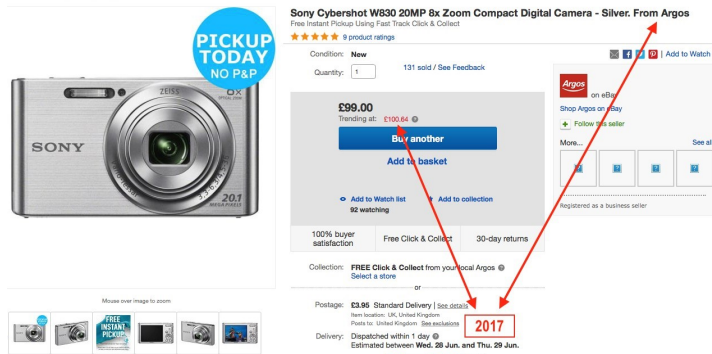 PICKUP
TODAY
NO P&P
ZEISS
8×
SONY
20.1
MEGA PIXELS
Mouse over image to zoom
FREE
INSTANT
PICKUP
Sony Cybershot W830 20MP 8x Zoom Compact Digital Camera - Silver. From Argos
Free Instant Pickup Using Fast Track Click & Collect
9 product ratings
Condition: New
Add to Watch
Quantity: 1 131 sold / See Feedback
£99.00
Trending at: £100.64
Buy another
Add to basket
Add to Watch list Add to collection
92 watching
100% buyer satisfaction
Free Click & Collect
30-day returns
Argos
on eBay
Shop Argos on eBay
Follow this seller
More... See al
Registered as a business seller
Collection: FREE Click & Collect from your local Argos
Select a store
or
Postage: £3.95 Standard Delivery | See details
Item location: UK, United Kingdom
Posts to: United Kingdom See exclusions
2017
Delivery: Dispatched within 1 day
Estimated between Wed. 28 Jun. and Thu. 29 Jun.